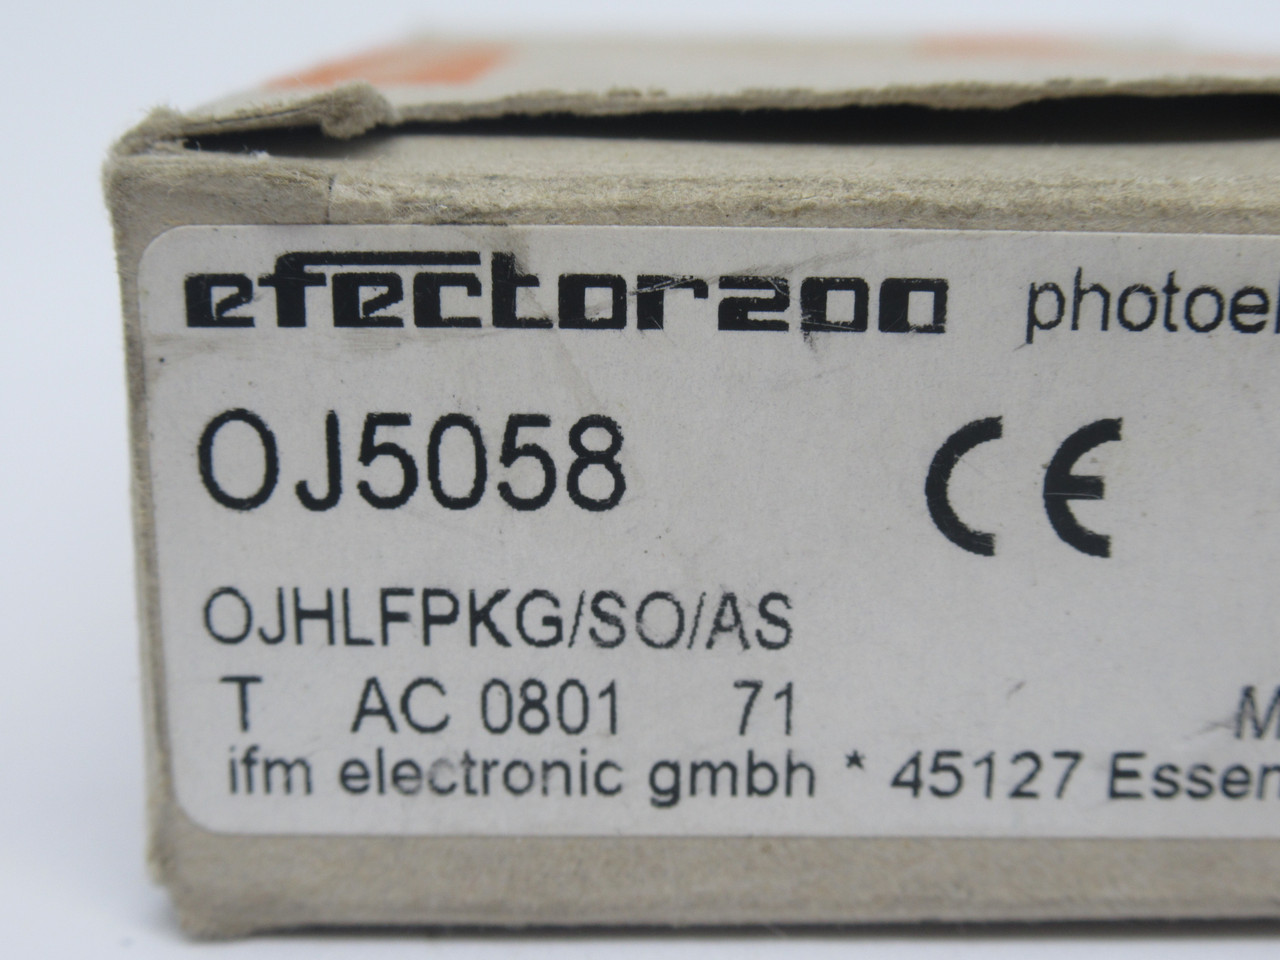 efector200 photoel
OJ5058 CE
OJHLFPKG/SO/AS
T AC 0801 71 M
ifm electronic gmbh * 45127 Essen